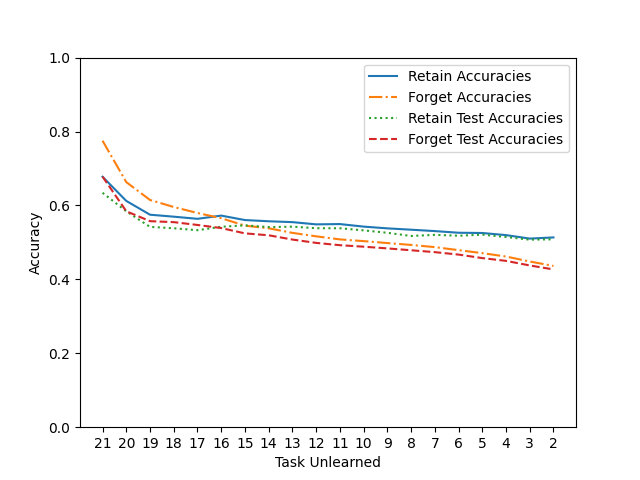 1.0
0.8
0.6
0.4
0.2
0.0
Accuracy
Retain Accuracies
Forget Accuracies
Retain Test Accuracies
Forget Test Accuracies
21 20 19 18 17 16 15 14 13 12 11 10 9 8 7 6 5 4 3 2
Task Unlearned